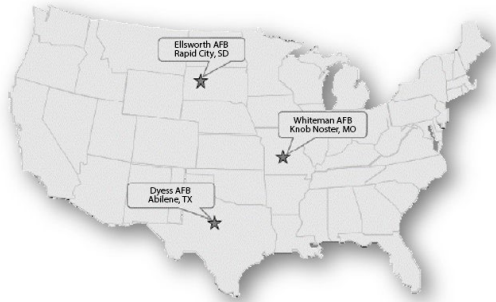 Ellsworth AFB
Rapid City, SD
Whiteman AFB
Knob Noster, MO
Dyess AFB
Abilene, TX